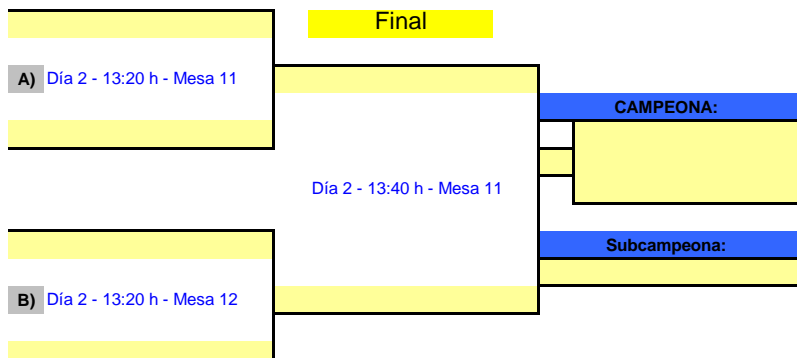 Final
A) Día 2 - 13:20 h - Mesa 11
CAMPEONA:
Día 2 - 13:40 h - Mesa 11
Subcampeona:
B) Día 2 - 13:20 h - Mesa 12